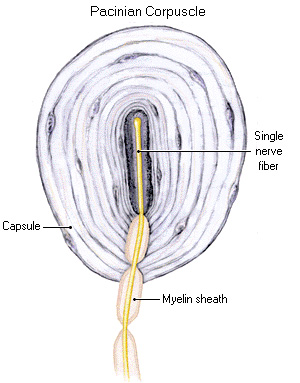 Pacinian Corpuscle
Single
nerve
fiber
Capsule
Myelin sheath